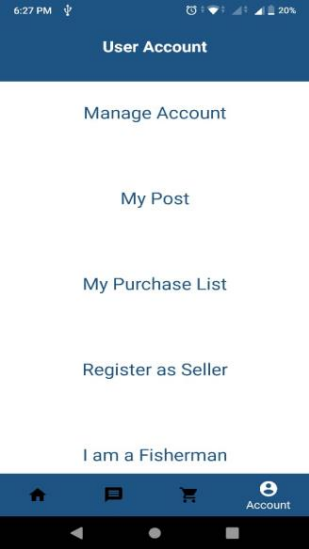 6:27 PM
20%
User Account
Manage Account
My Post
My Purchase List
Register as Seller
I am a Fisherman
Account